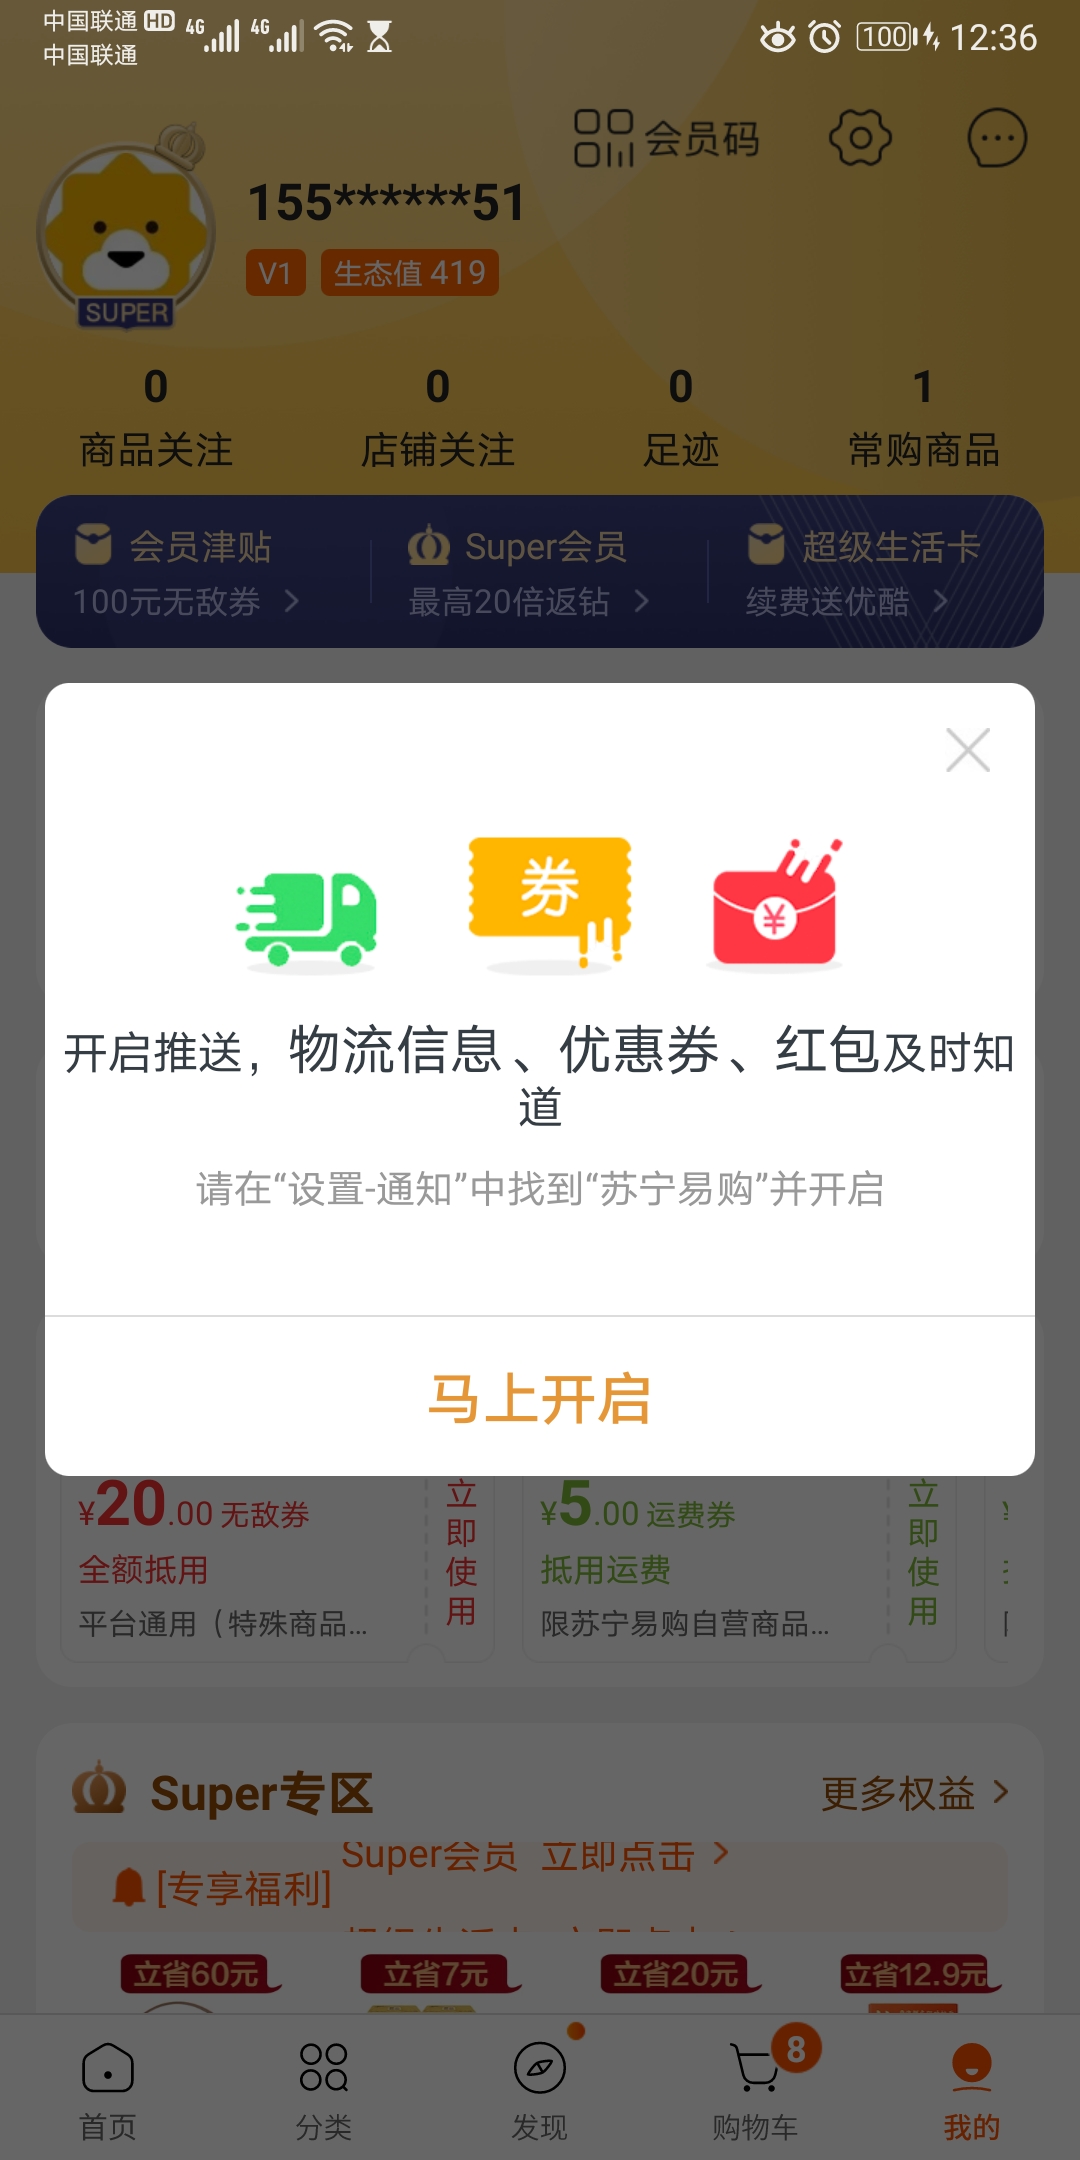 中国联通 HD 4G 4G 100 12:36
中国联通
会员码
155******51
V1 生态值 419
SUPER
0 0 0 1
商品关注 店铺关注 足迹 常购商品
会员津贴 Super会员 超级生活卡
100元无敌券 最高20倍返钻 续费送优酷
券
¥
开启推送，物流信息、优惠券、红包及时知
道
请在“设置-通知”中找到“苏宁易购”并开启
马上开启
¥20.00 无敌券 立即使用 ¥5.00 运费券 立即使用
全额抵用 抵用运费
平台通用（特殊商品... 限苏宁易购自营商品...
Super专区 更多权益
Super会员 立即点击
[专享福利]
立省60元 立省7元 立省20元 立省12.9元
8
首页 分类 发现 购物车 我的